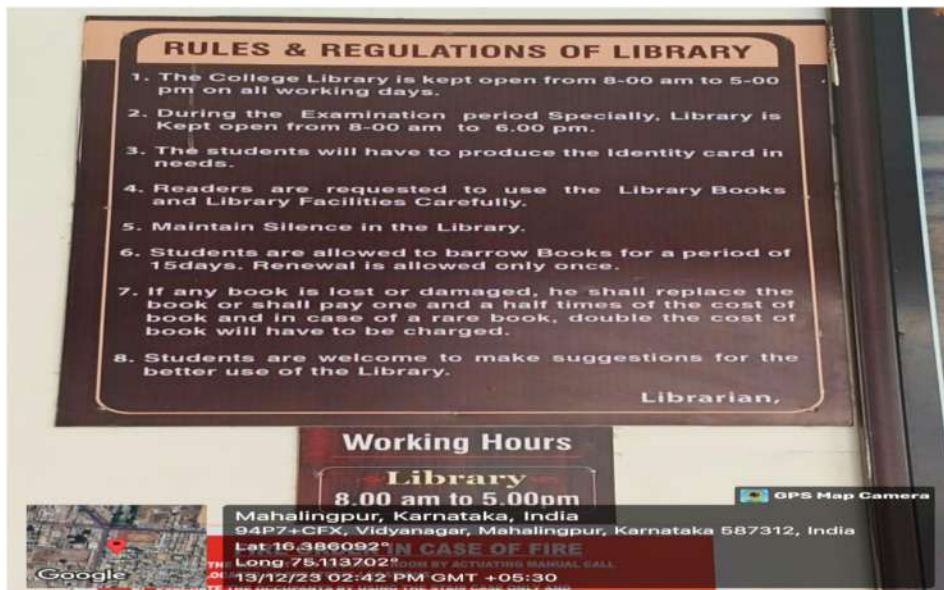 RULES & REGULATIONS OF LIBRARY
1. The College Library is kept open from 8-00 am to 5-00
pm on all working days.
2. During the Examination period Specially, Library is
Kept open from 8-00 am to 6.00 pm.
3. The students will have to produce the Identity card in
needs.
4. Readers are requested to use the Library Books
and Library Facilities Carefully.
5. Maintain Silence in the Library.
6. Students are allowed to barrow Books for a period of
15days. Renewal is allowed only once.
7. If any book is lost or damaged, he shall replace the
book or shall pay one and a half times of the cost of
book and in case of a rare book, double the cost of
book will have to be charged.
8. Students are welcome to make suggestions for the
better use of the Library.
Librarian,
Working Hours
Library
8.00 am to 5.00pm
GPS Map Camera
Mahalingpur, Karnataka, India
94P7+CFX, Vidyanagar, Mahalingpur, Karnataka 587312, India
Lat 16.386092°
IN CASE OF FIRE
Long 75.113702°
BY ACTUATING MANUAL CALL
13/12/23 02:42 PM GMT +05:30
Google